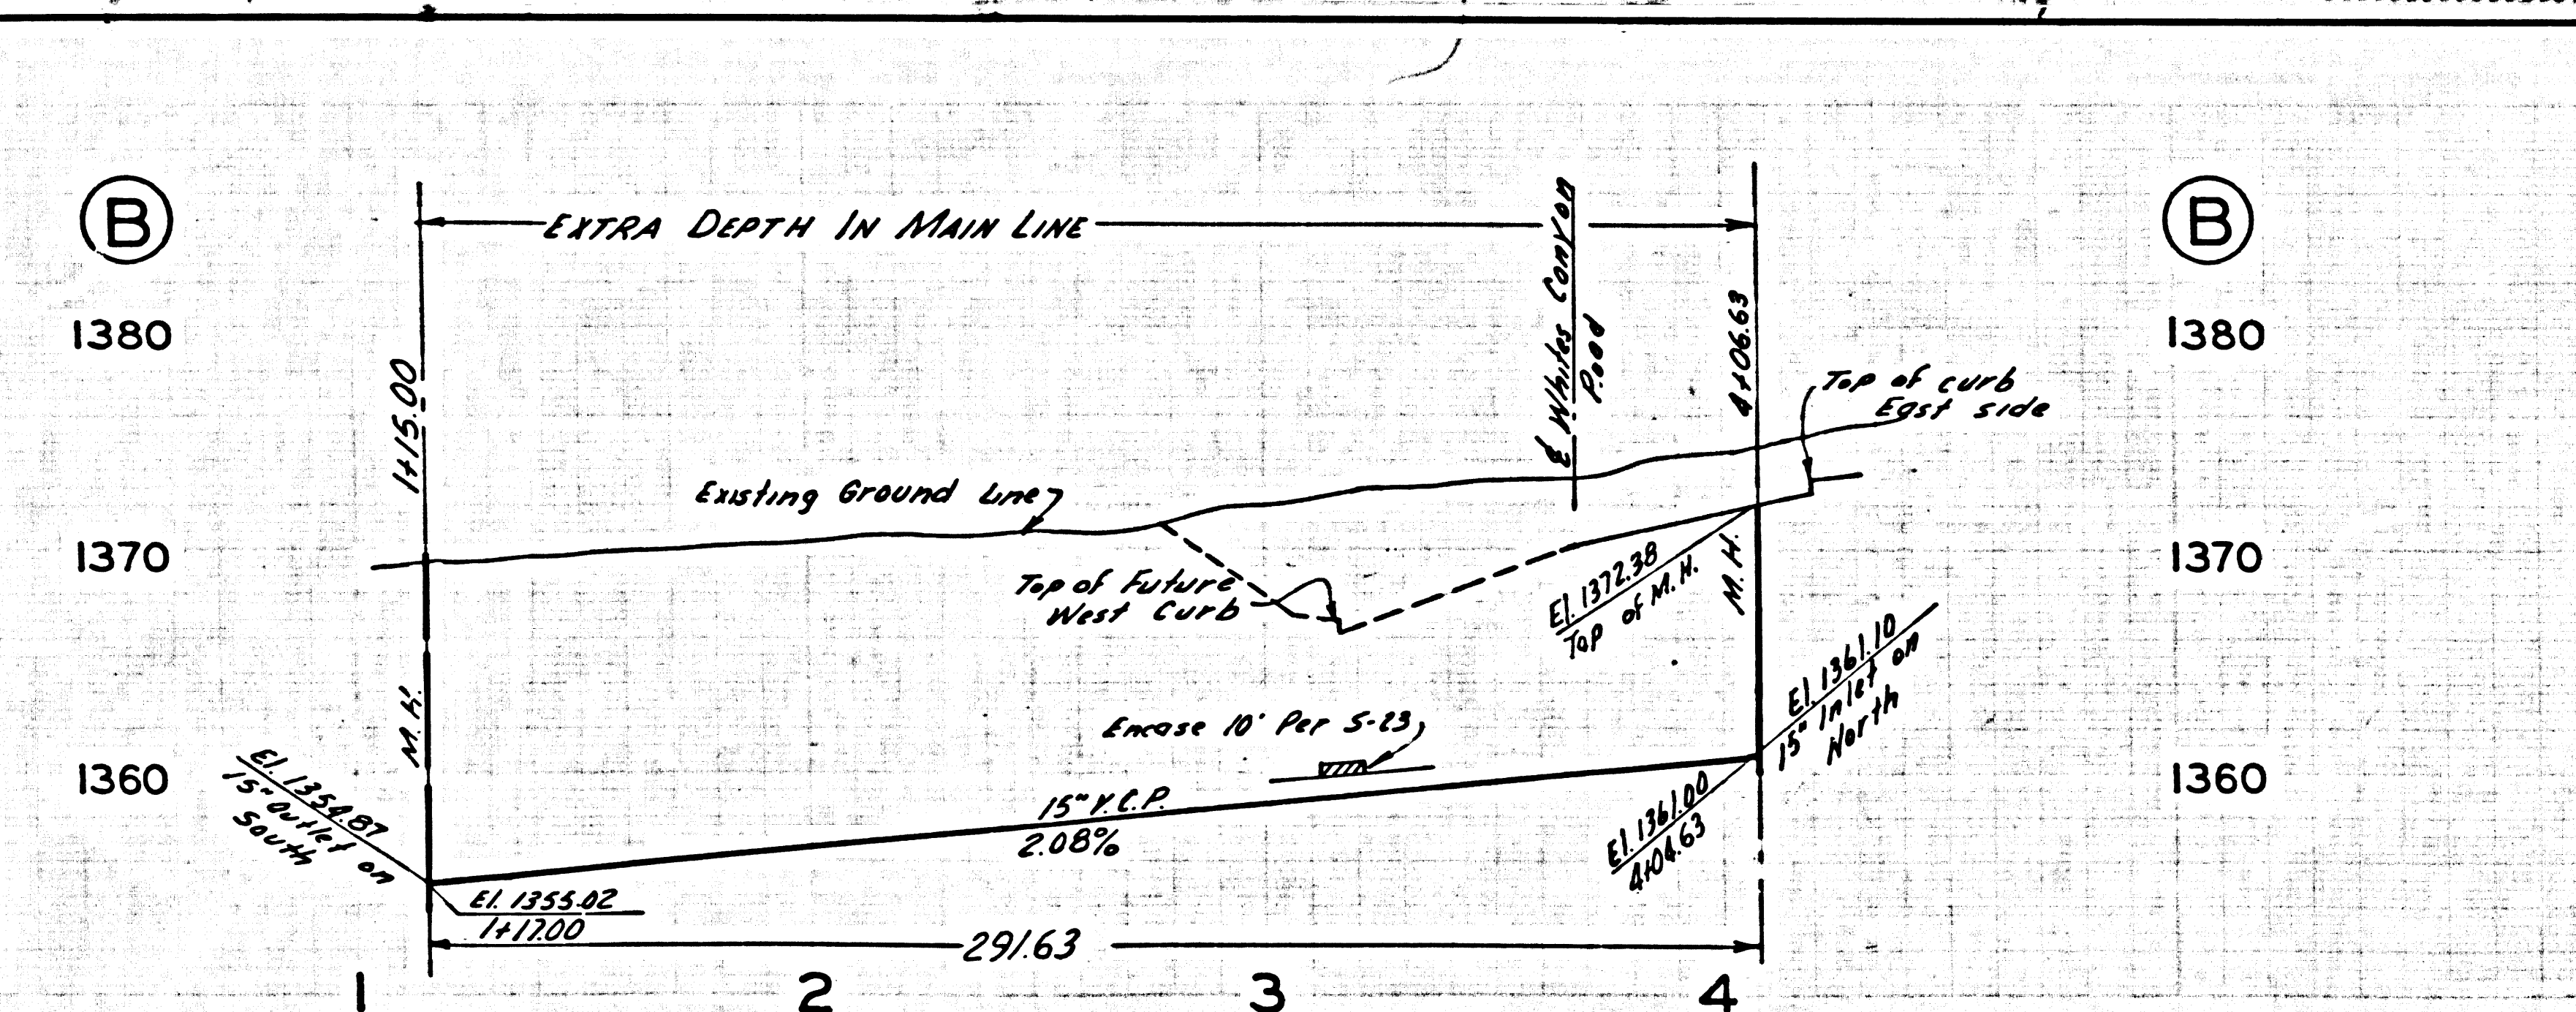 B
B
EXTRA DEPTH IN MAIN LINE
℄ Whites Canyon
Road
1380
1380
1+15.00
4+06.63
Top of curb
East side
Existing Ground Line
1370
1370
Top of Future
West Curb
El. 1372.38
Top of M.H.
M.H.
El. 1361.10
15" Inlet on
North
M.H.
Encase 10' Per S-23
1360
1360
El. 1354.87
15" Outlet on
South
15" V.C.P.
2.08%
El. 1361.00
4+04.63
El. 1355.02
1+17.00
291.63
1 2 3 4